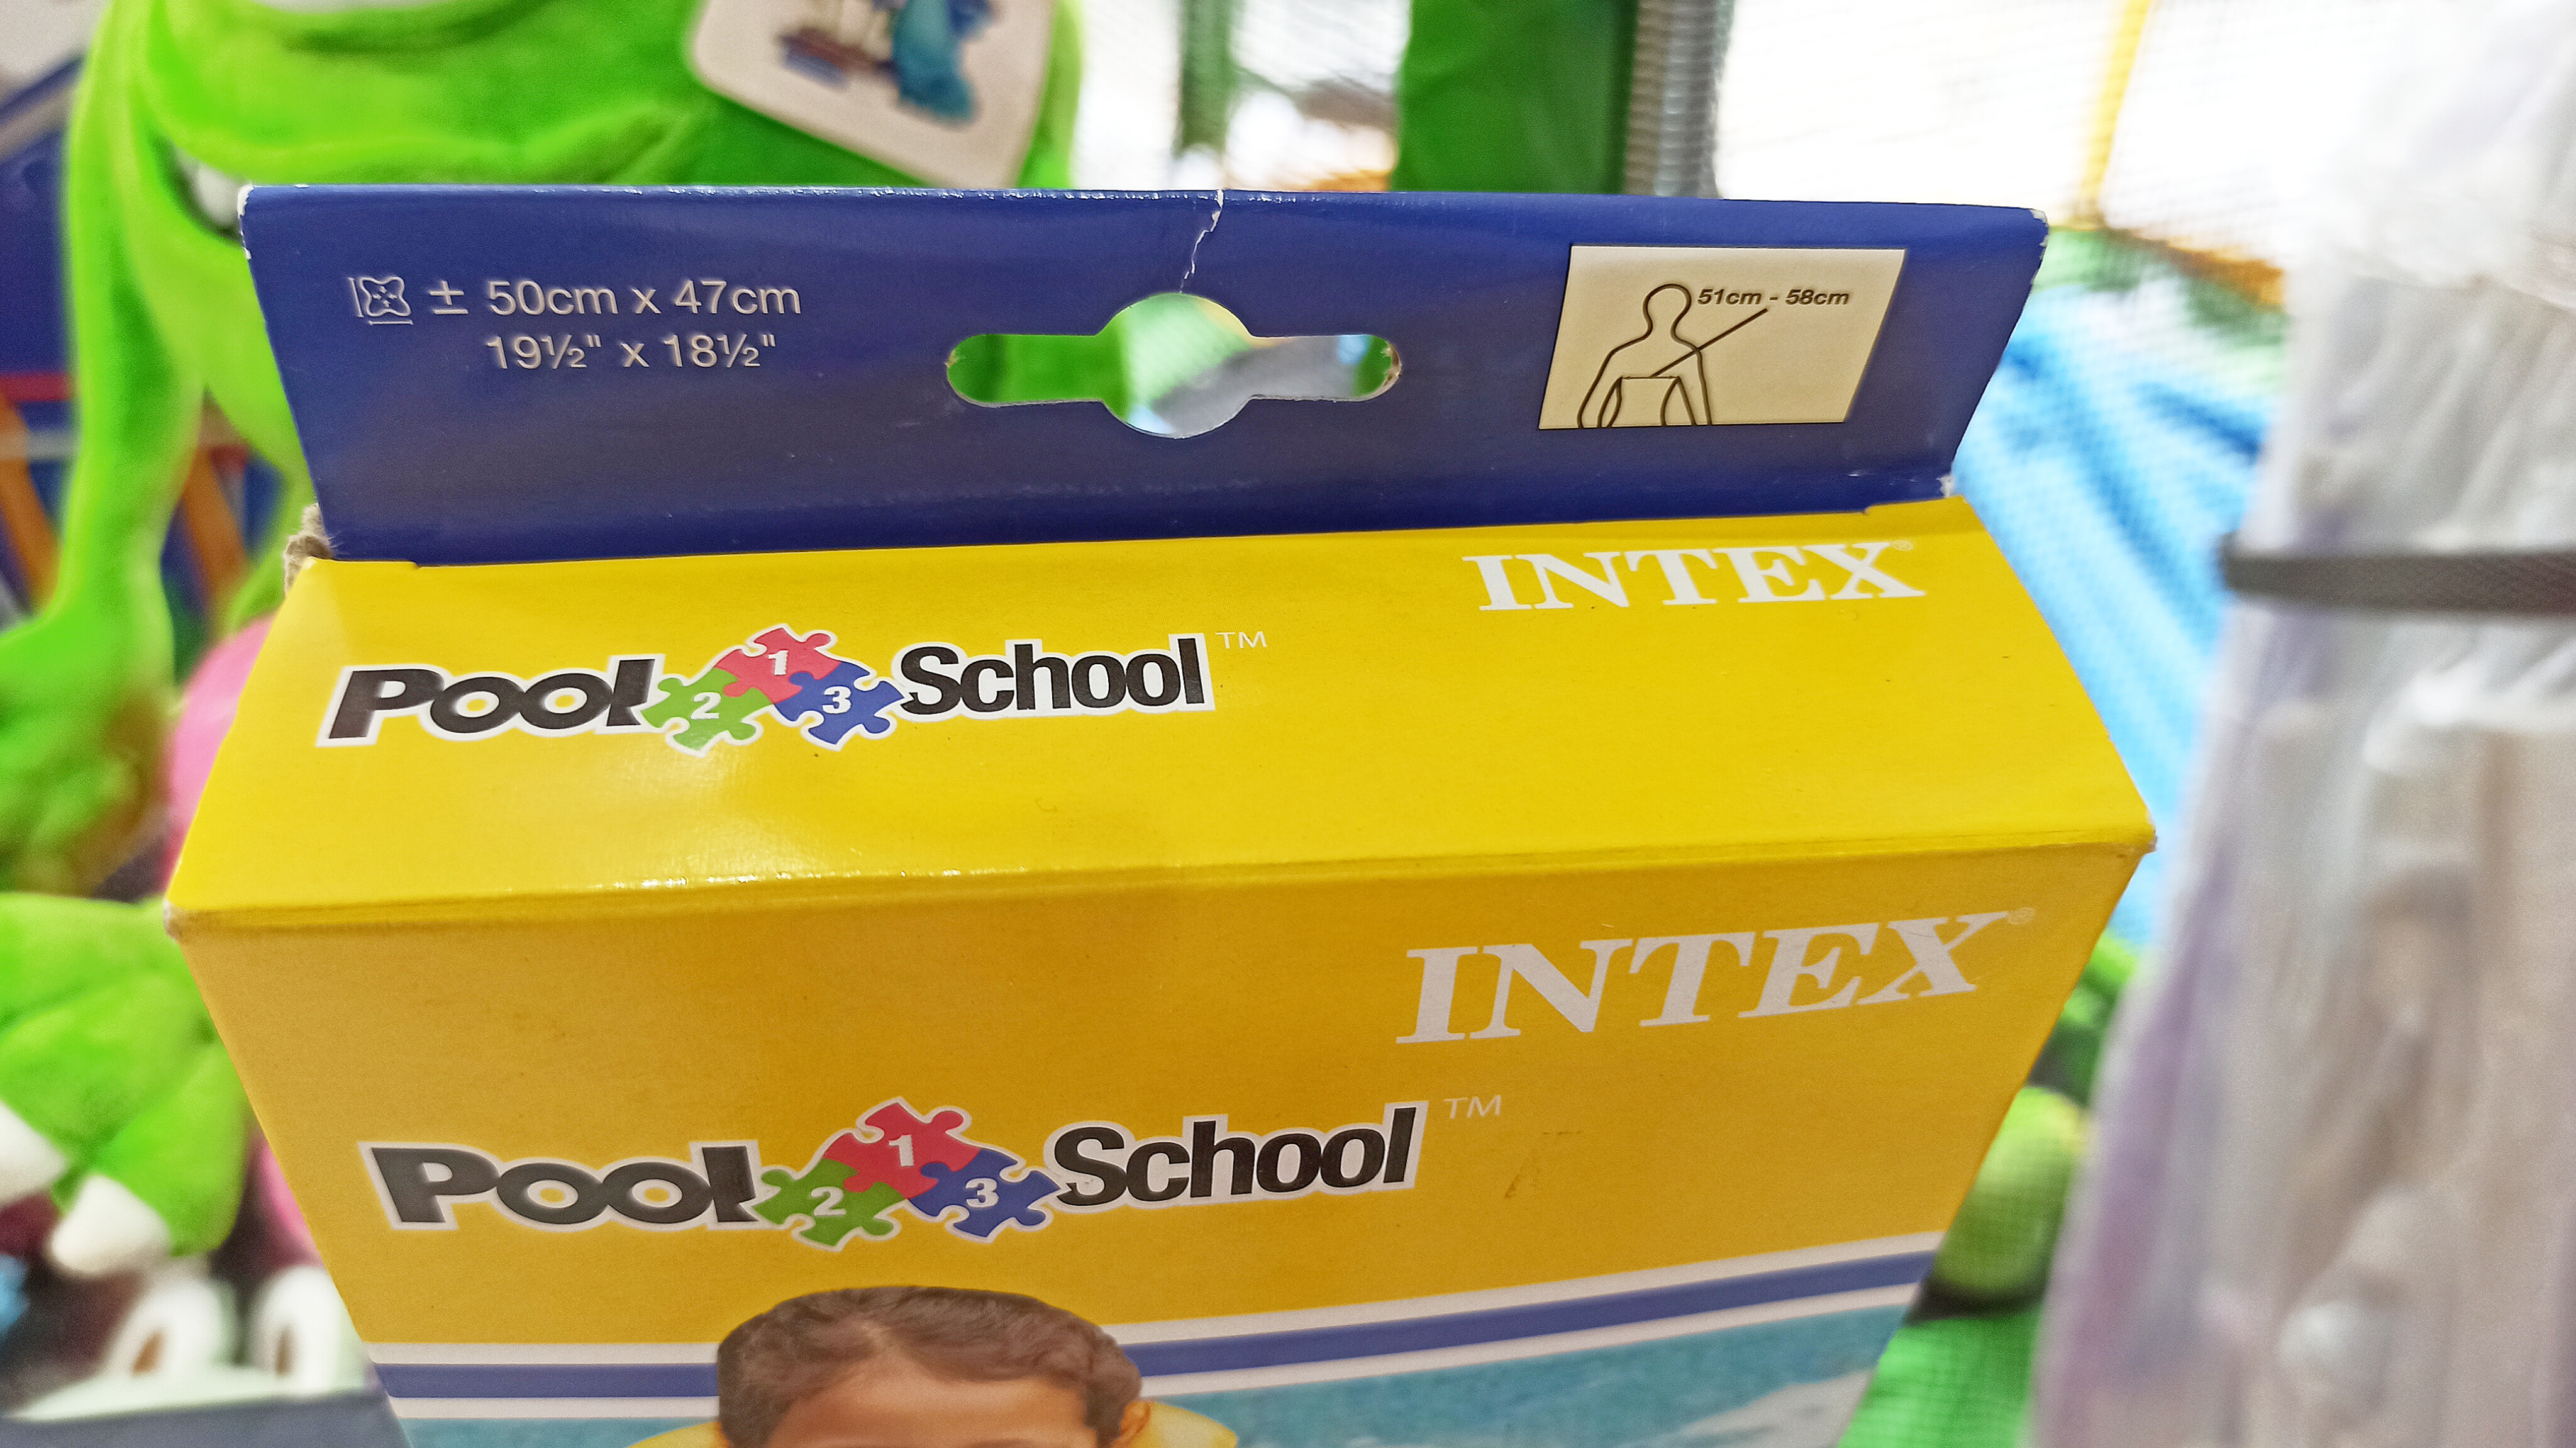 ± 50cm x 47cm
19½" x 18½"
51cm - 58cm
INTEX®
Pool 1 2 3 School™
INTEX®
Pool 1 2 3 School™